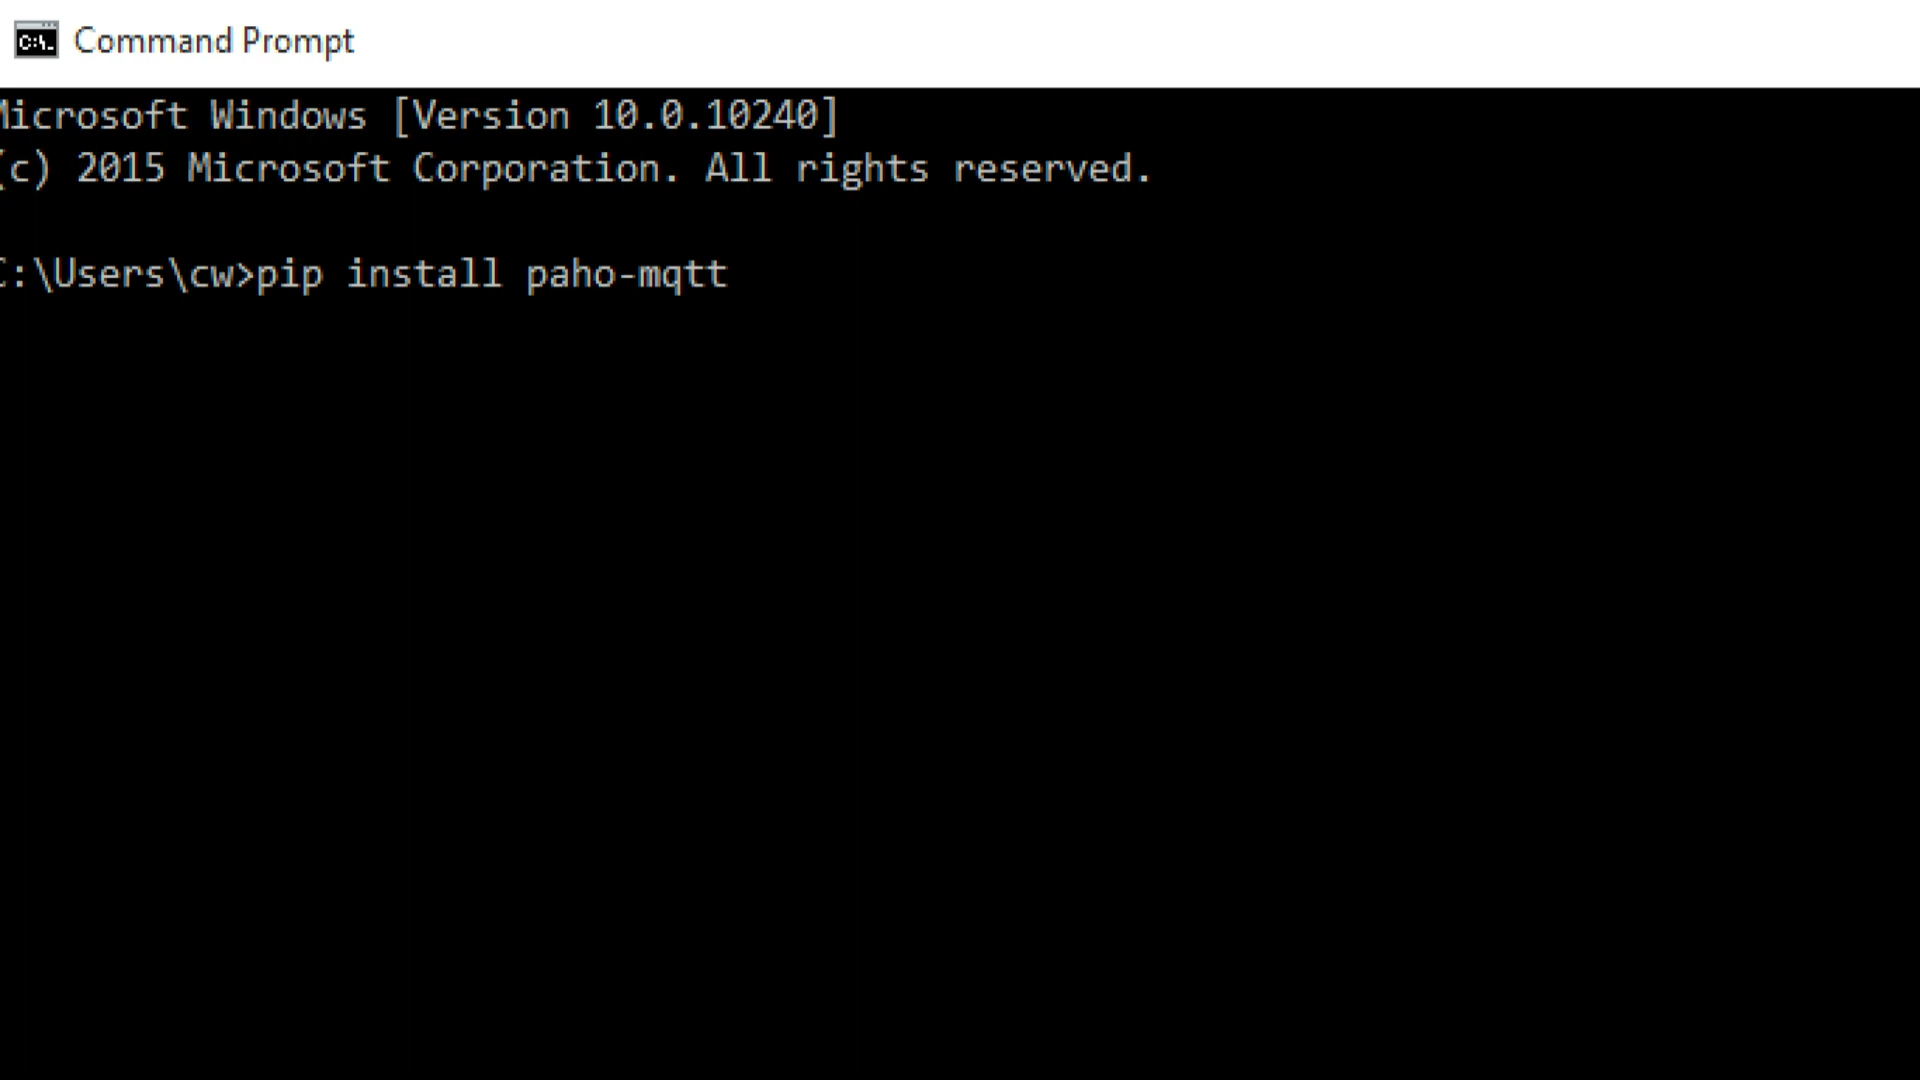 Command Prompt
Microsoft Windows [Version 10.0.10240]
(c) 2015 Microsoft Corporation. All rights reserved.
C:\Users\cw>pip install paho-mqtt